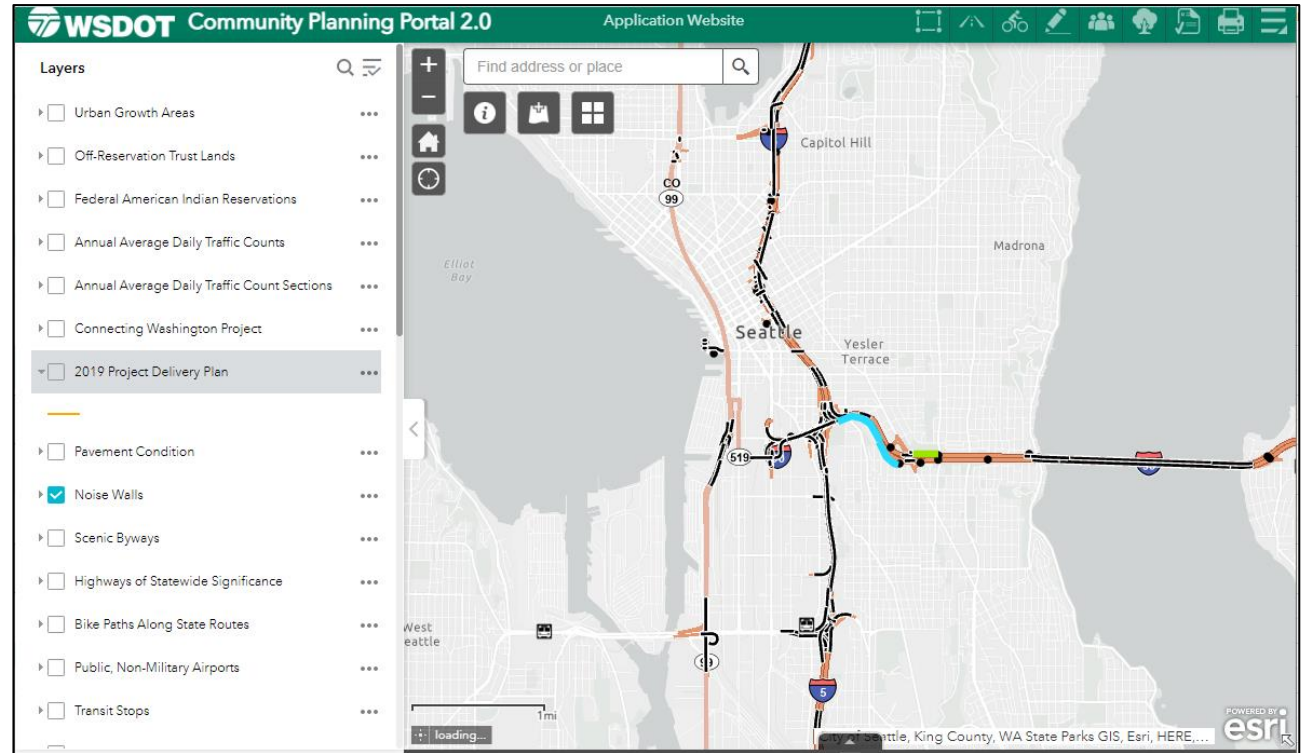 WSDOT Community Planning Portal 2.0
Application Website
Layers
Urban Growth Areas
Off-Reservation Trust Lands
Federal American Indian Reservations
Annual Average Daily Traffic Counts
Annual Average Daily Traffic Count Sections
Connecting Washington Project
2019 Project Delivery Plan
Pavement Condition
Noise Walls
Scenic Byways
Highways of Statewide Significance
Bike Paths Along State Routes
Public, Non-Military Airports
Transit Stops
+
Find address or place
−
Capitol Hill
CO
99
Madrona
Elliot
Bay
Seattle
Yesler
Terrace
519
West
eattle
99
5
1mi
loading...
City of Seattle, King County, WA State Parks GIS, Esri, HERE,...
POWERED BY
esri